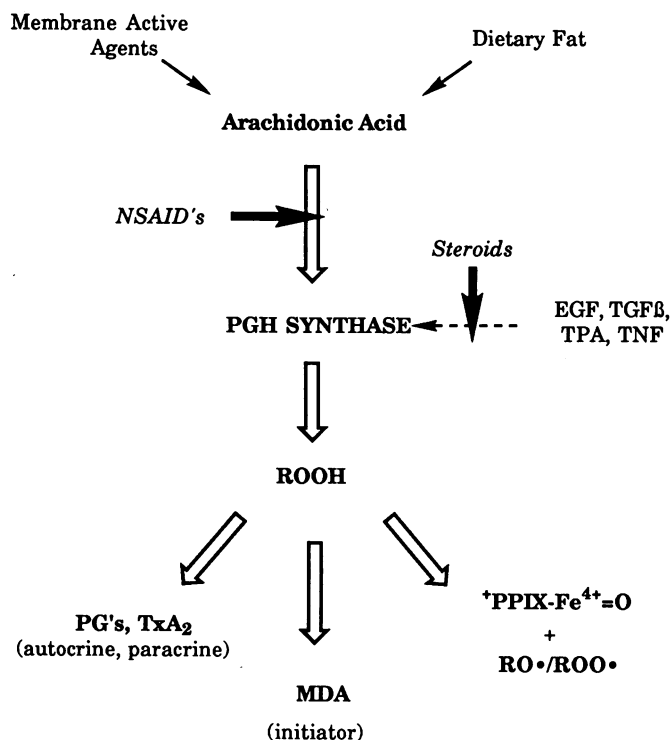 Membrane Active
Agents
Dietary Fat
Arachidonic Acid
NSAID's
Steroids
PGH SYNTHASE
EGF, TGFß,
TPA, TNF
ROOH
PG's, TxA₂
(autocrine, paracrine)
⁺PPIX-Fe⁴⁺=O
+
RO•/ROO•
MDA
(initiator)